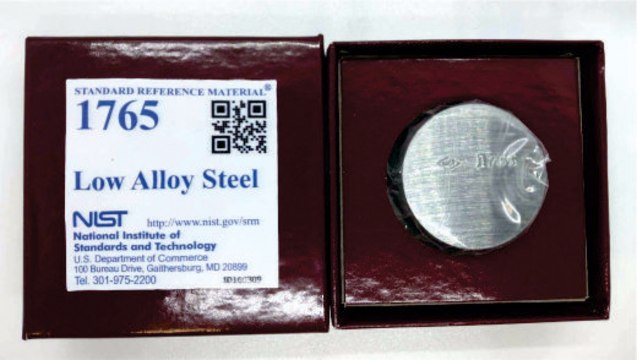 STANDARD REFERENCE MATERIAL®
1765
Low Alloy Steel
NIST http://www.nist.gov/srm
National Institute of
Standards and Technology
U.S. Department of Commerce
100 Bureau Drive, Gaithersburg, MD 20899
Tel. 301-975-2200